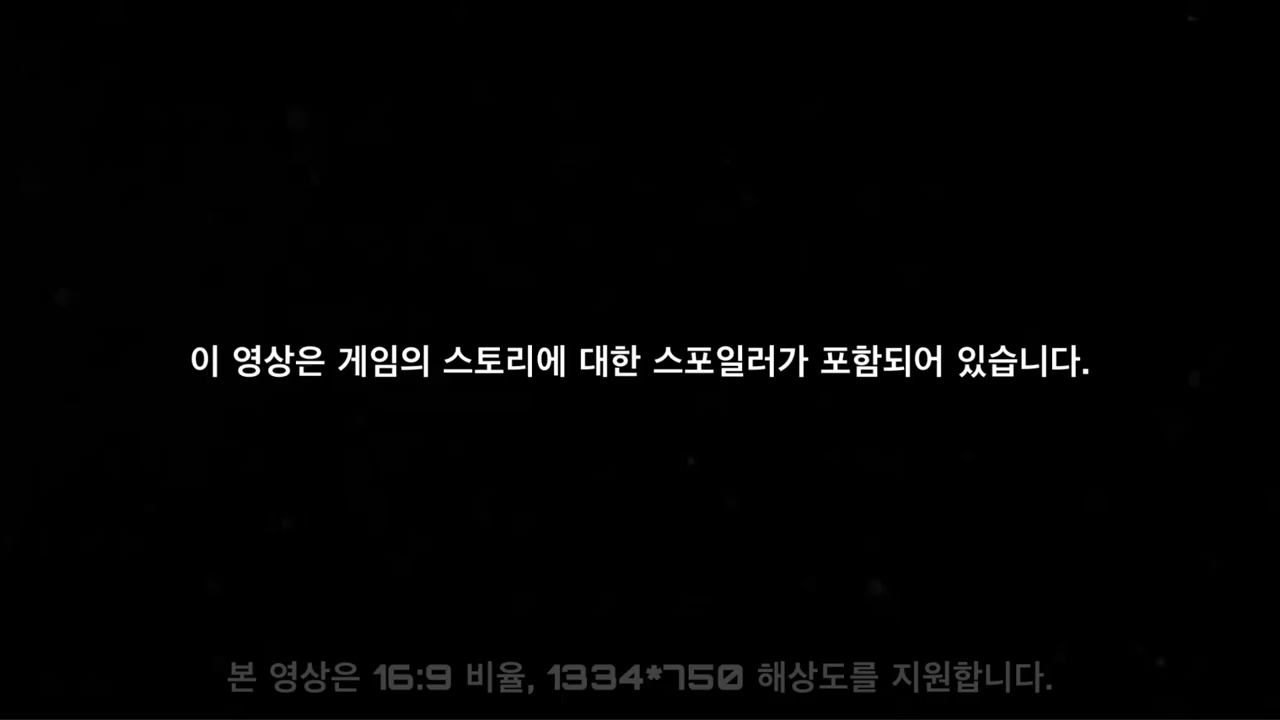 이 영상은 게임의 스토리에 대한 스포일러가 포함되어 있습니다.
본 영상은 16:9 비율, 1334*750 해상도를 지원합니다.